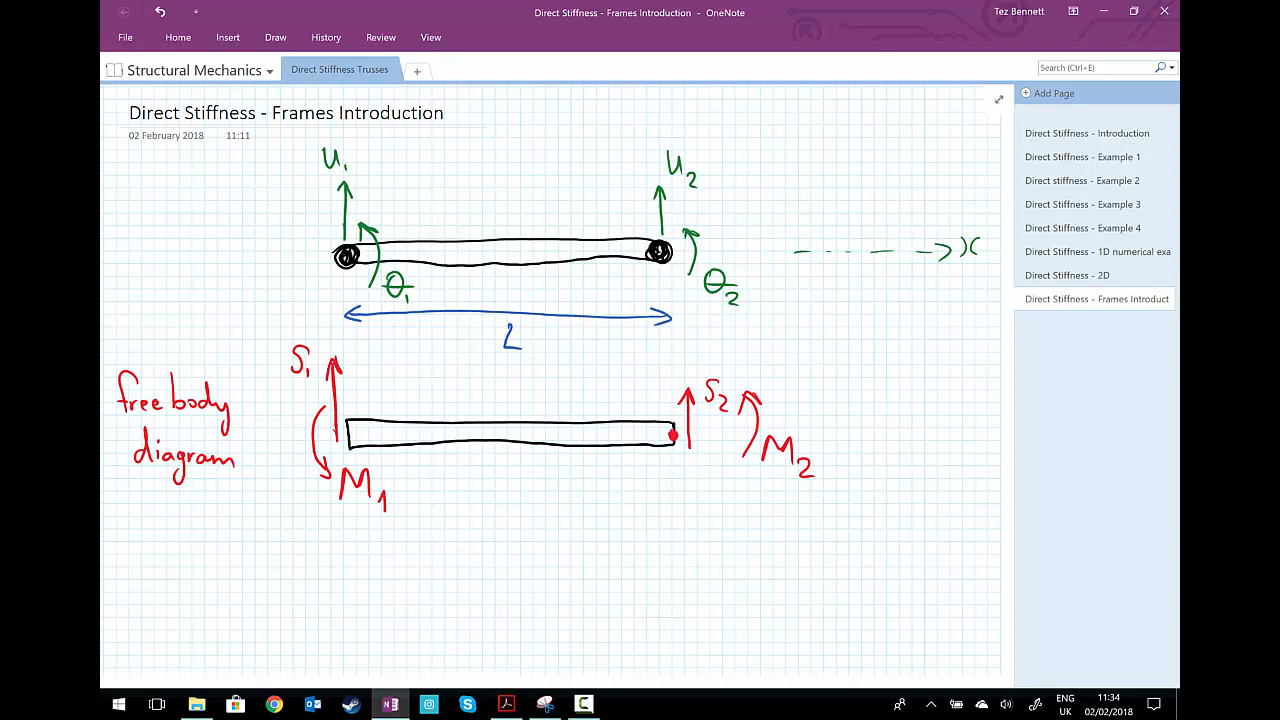 Direct Stiffness - Frames Introduction - OneNote
Tez Bennett
File Home Insert Draw History Review View
Structural Mechanics
Direct Stiffness Trusses
+
Search (Ctrl+E)
Add Page
Direct Stiffness - Frames Introduction
02 February 2018 11:11
Direct Stiffness - Introduction
Direct Stiffness - Example 1
Direct stiffness - Example 2
Direct Stiffness - Example 3
Direct Stiffness - Example 4
Direct Stiffness - 1D numerical exa
Direct Stiffness - 2D
Direct Stiffness - Frames Introduct
u1
u2
x
θ1
θ2
L
S1
free body
diagram
M1
S2
M2
ENG
UK
11:34
02/02/2018